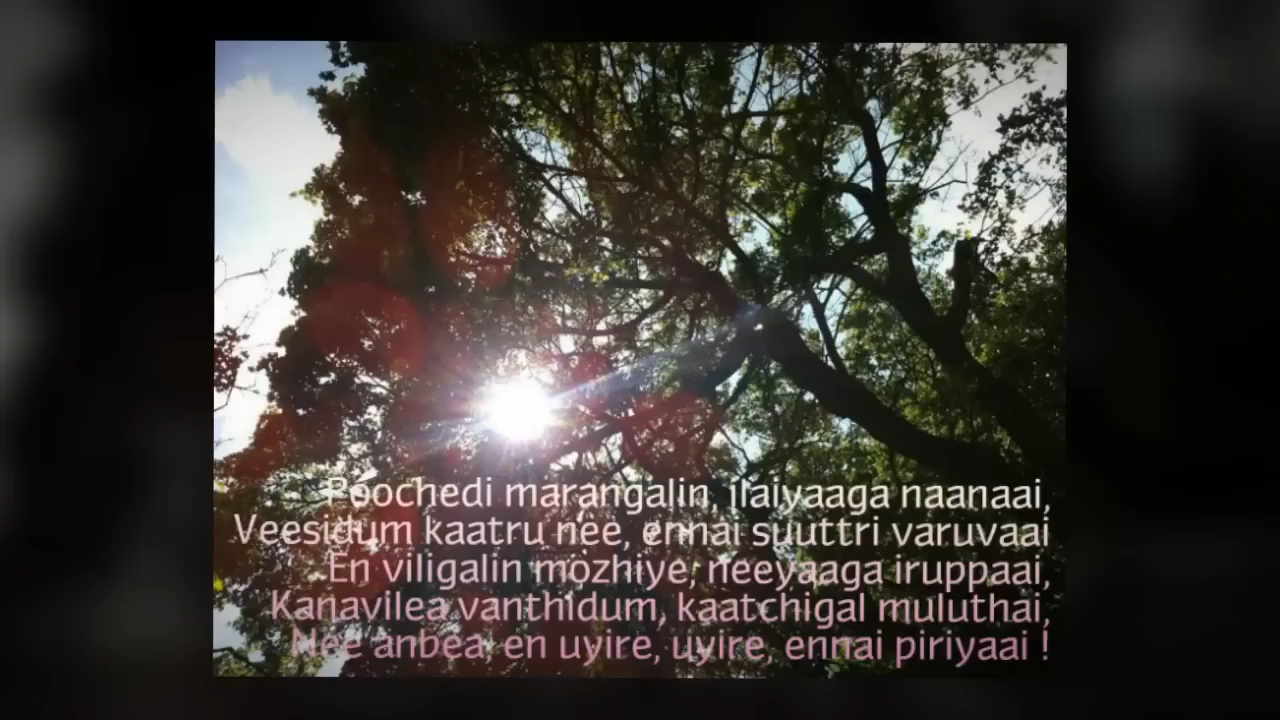 Poochedi marangalin, ilaiyaaga naanaai,
Veesidum kaatru nee, ennai suuttri varuvaai
En viligalin mozhiye, neeyaaga iruppaai,
Kanavilea vanthidum, kaatchigal muluthai,
Nee anbea, en uyire, uyire, ennai piriyaai !